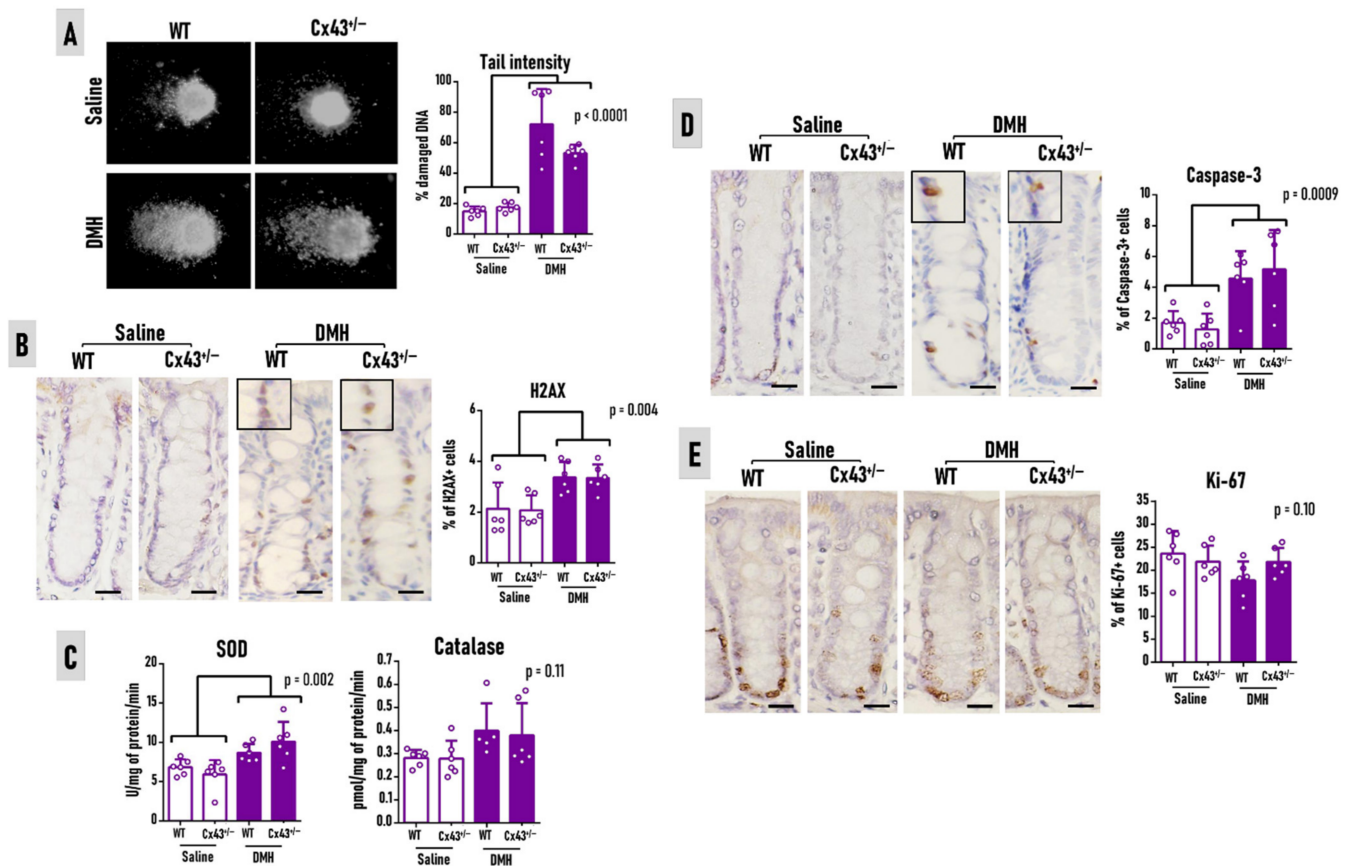 A
WT Cx43+/−
Saline
DMH
Tail intensity
% damaged DNA
100
80
60
40
20
0
p < 0.0001
WT Cx43+/− WT Cx43+/−
Saline DMH
B
Saline DMH
WT Cx43+/− WT Cx43+/−
H2AX
% of H2AX+ cells
6
4
2
0
p = 0.004
WT Cx43+/− WT Cx43+/−
Saline DMH
C
SOD
U/mg of protein/min
20
15
10
5
0
p = 0.002
WT Cx43+/− WT Cx43+/−
Saline DMH
Catalase
pmol/mg of protein/min
0.7
0.6
0.5
0.4
0.3
0.2
0.1
0.0
p = 0.11
WT Cx43+/− WT Cx43+/−
Saline DMH
D
Saline DMH
WT Cx43+/− WT Cx43+/−
Caspase-3
% of Caspase-3+ cells
10
8
6
4
2
0
p = 0.0009
WT Cx43+/− WT Cx43+/−
Saline DMH
E
Saline DMH
WT Cx43+/− WT Cx43+/−
Ki-67
% of Ki-67+ cells
35
30
25
20
15
10
5
0
p = 0.10
WT Cx43+/− WT Cx43+/−
Saline DMH